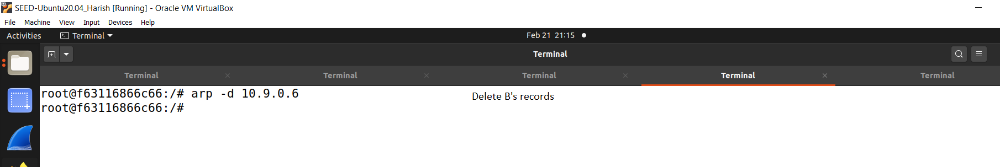 SEED-Ubuntu20.04_Harish [Running] - Oracle VM VirtualBox
File Machine View Input Devices Help
Activities Terminal Feb 21 21:15
Terminal
Terminal Terminal Terminal Terminal Terminal
root@f63116866c66:/# arp -d 10.9.0.6
Delete B's records
root@f63116866c66:/#